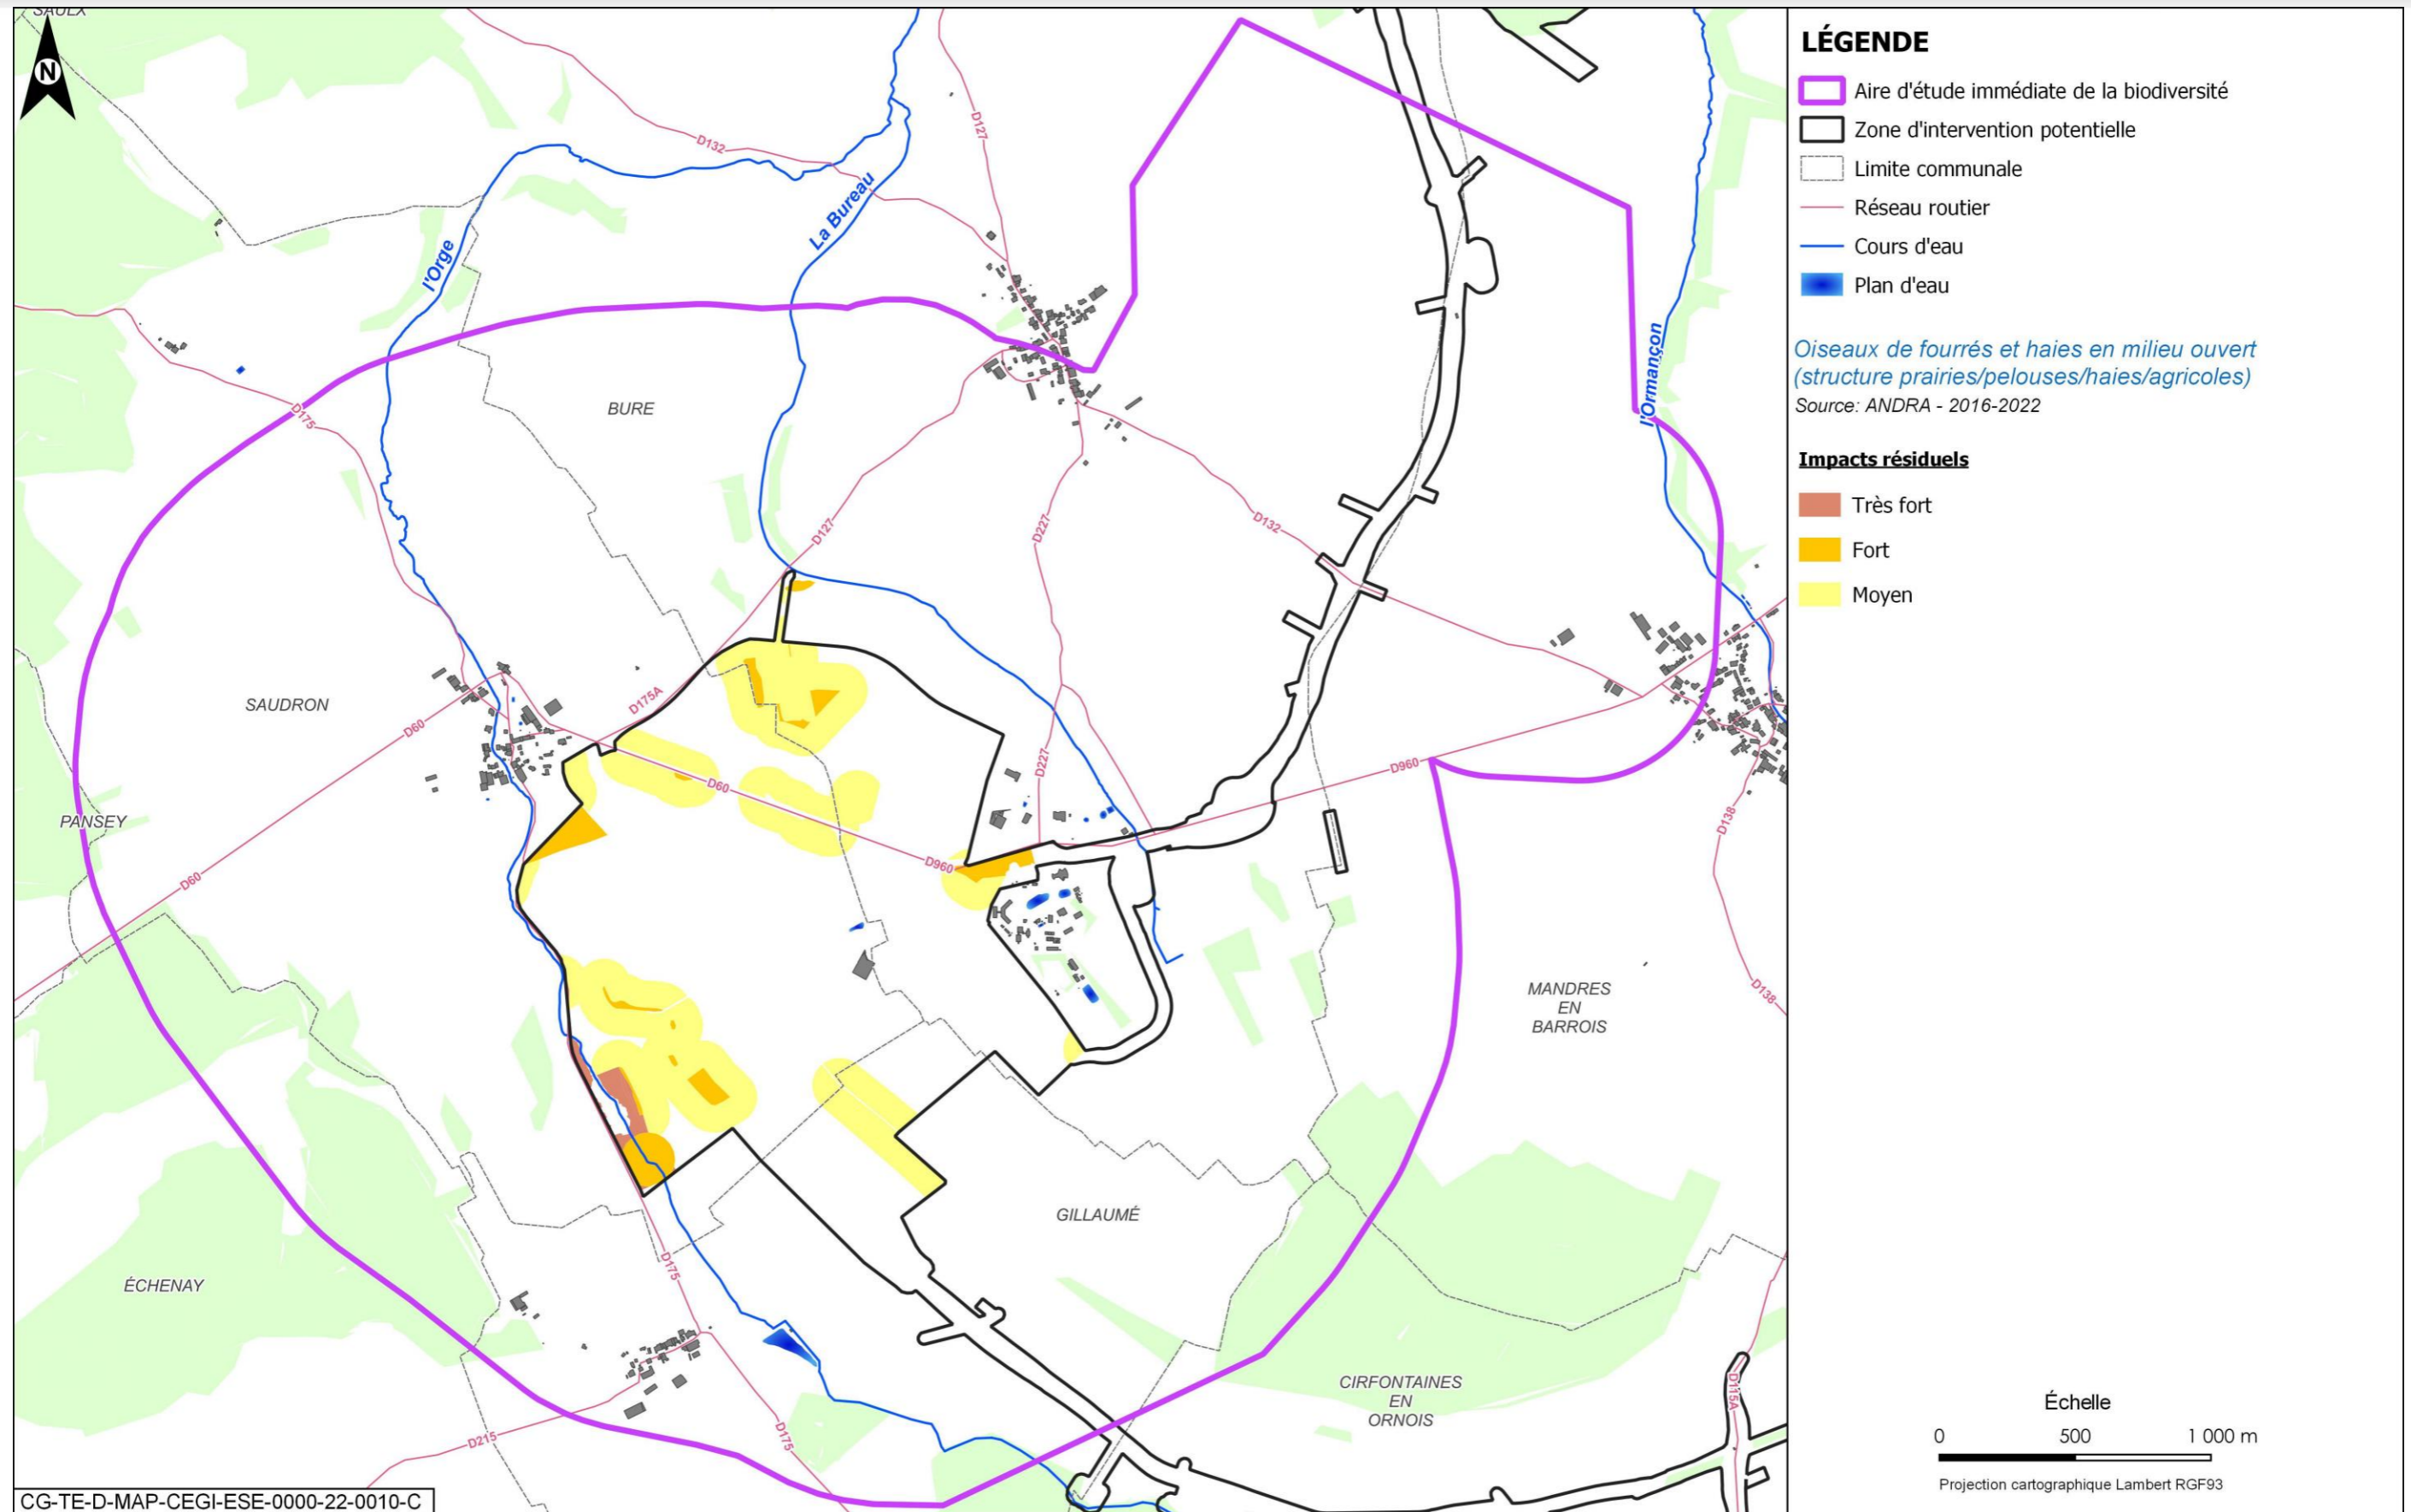 SAULX
N
D132
D127
La Bureau
l'Orge
D175
BURE
l'Ormançon
D127
D227
D132
SAUDRON
D175A
D60
D60
D227
D960
D138
PANSEY
D60
D960
MANDRES
EN
BARROIS
D138
GILLAUMÉ
ÉCHENAY
D175
CIRFONTAINES
EN
ORNOIS
D115A
D215
D175
CG-TE-D-MAP-CEGI-ESE-0000-22-0010-C
LÉGENDE
Aire d'étude immédiate de la biodiversité
Zone d'intervention potentielle
Limite communale
Réseau routier
Cours d'eau
Plan d'eau
Oiseaux de fourrés et haies en milieu ouvert
(structure prairies/pelouses/haies/agricoles)
Source: ANDRA - 2016-2022
Impacts résiduels
Très fort
Fort
Moyen
Échelle
0 500 1 000 m
Projection cartographique Lambert RGF93